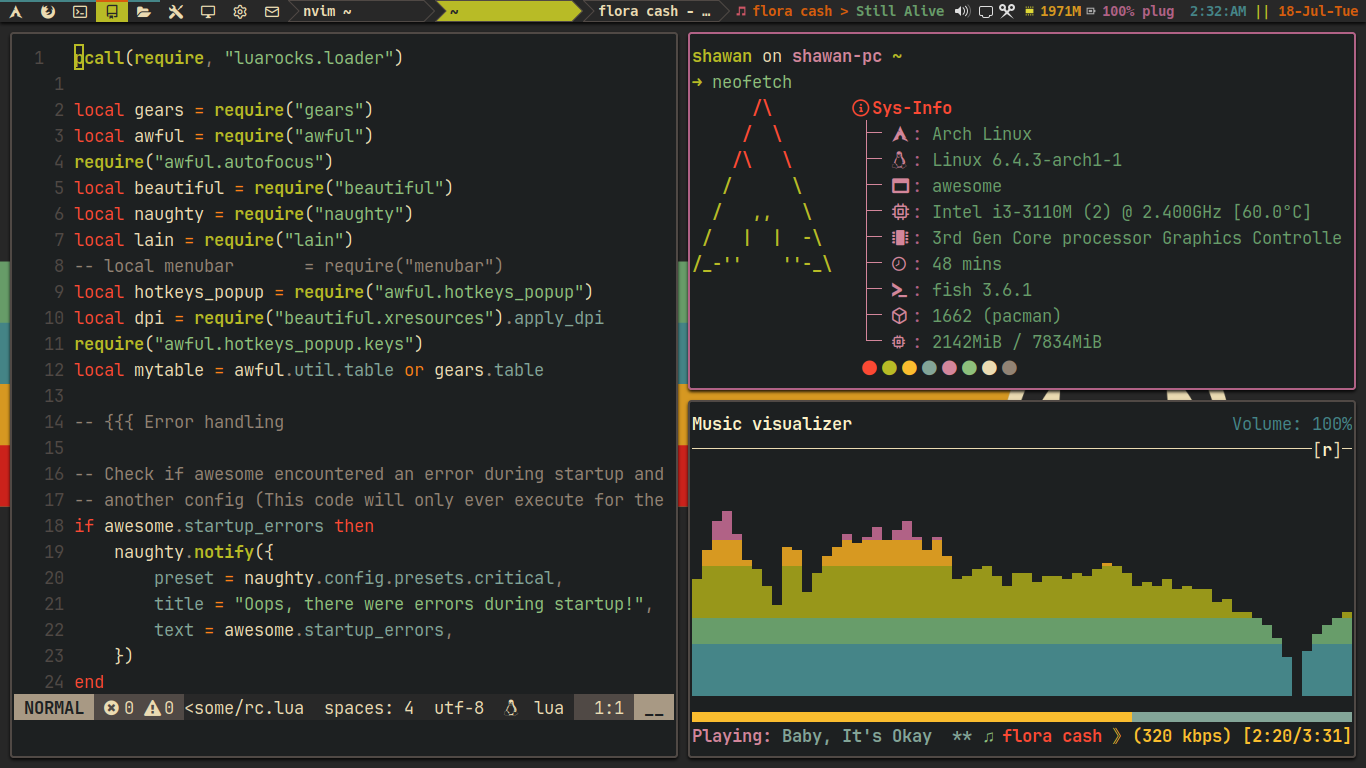 nvim ~
~
flora cash - …
flora cash > Still Alive
1971M
100% plug
2:32:AM || 18-Jul-Tue
1 pcall(require, "luarocks.loader")
1
2 local gears = require("gears")
3 local awful = require("awful")
4 require("awful.autofocus")
5 local beautiful = require("beautiful")
6 local naughty = require("naughty")
7 local lain = require("lain")
8 -- local menubar       = require("menubar")
9 local hotkeys_popup = require("awful.hotkeys_popup")
10 local dpi = require("beautiful.xresources").apply_dpi
11 require("awful.hotkeys_popup.keys")
12 local mytable = awful.util.table or gears.table
13
14 -- {{{ Error handling
15
16 -- Check if awesome encountered an error during startup and
17 -- another config (This code will only ever execute for the
18 if awesome.startup_errors then
19     naughty.notify({
20         preset = naughty.config.presets.critical,
21         title = "Oops, there were errors during startup!",
22         text = awesome.startup_errors,
23     })
24 end
NORMAL 0 0 <some/rc.lua  spaces: 4  utf-8  lua  1:1  __
shawan on shawan-pc ~
→ neofetch
/\
/  \
/\   \
/      \
/   ,,   \
/   |  |  -\
/_-''    ''-_\
Sys-Info
: Arch Linux
: Linux 6.4.3-arch1-1
: awesome
: Intel i3-3110M (2) @ 2.400GHz [60.0°C]
: 3rd Gen Core processor Graphics Controlle
: 48 mins
: fish 3.6.1
: 1662 (pacman)
: 2142MiB / 7834MiB
Music visualizer Volume: 100%
[r]
Playing: Baby, It's Okay  ** ♫ flora cash 》(320 kbps) [2:20/3:31]